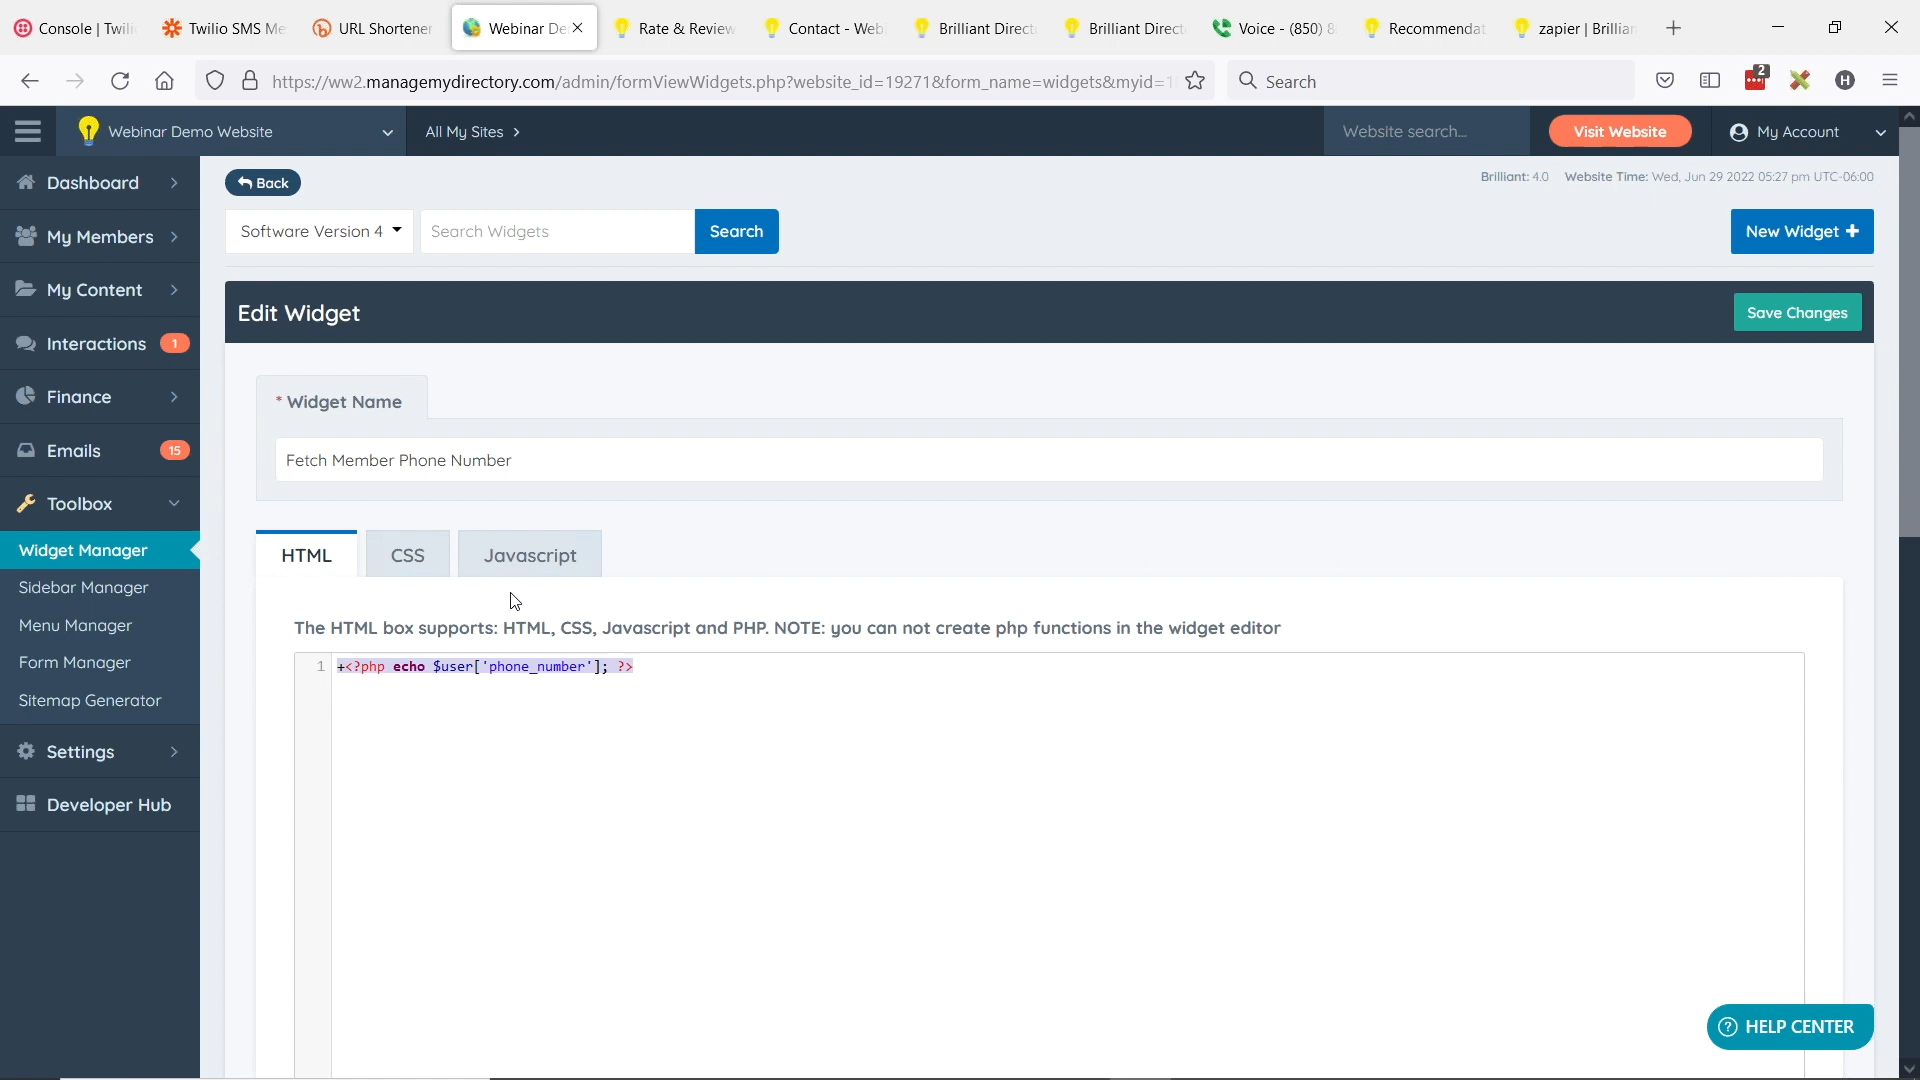 Console | Twili
Twilio SMS Me
URL Shortener
Webinar De
Rate & Review
Contact - Web
Brilliant Direct
Brilliant Direct
Voice - (850) 8
Recommendat
zapier | Brillian
https://ww2.managemydirectory.com/admin/formViewWidgets.php?website_id=19271&form_name=widgets&myid=1
Search
2
H
Webinar Demo Website
All My Sites >
Website search...
Visit Website
My Account
Dashboard
My Members
My Content
Interactions 1
Finance
Emails 15
Toolbox
Widget Manager
Sidebar Manager
Menu Manager
Form Manager
Sitemap Generator
Settings
Developer Hub
Back
Brilliant: 4.0 Website Time: Wed, Jun 29 2022 05:27 pm UTC-06:00
Software Version 4
Search Widgets
Search
New Widget +
Edit Widget
Save Changes
* Widget Name
Fetch Member Phone Number
HTML
CSS
Javascript
The HTML box supports: HTML, CSS, Javascript and PHP. NOTE: you can not create php functions in the widget editor
1 +<?php echo $user['phone_number']; ?>
? HELP CENTER